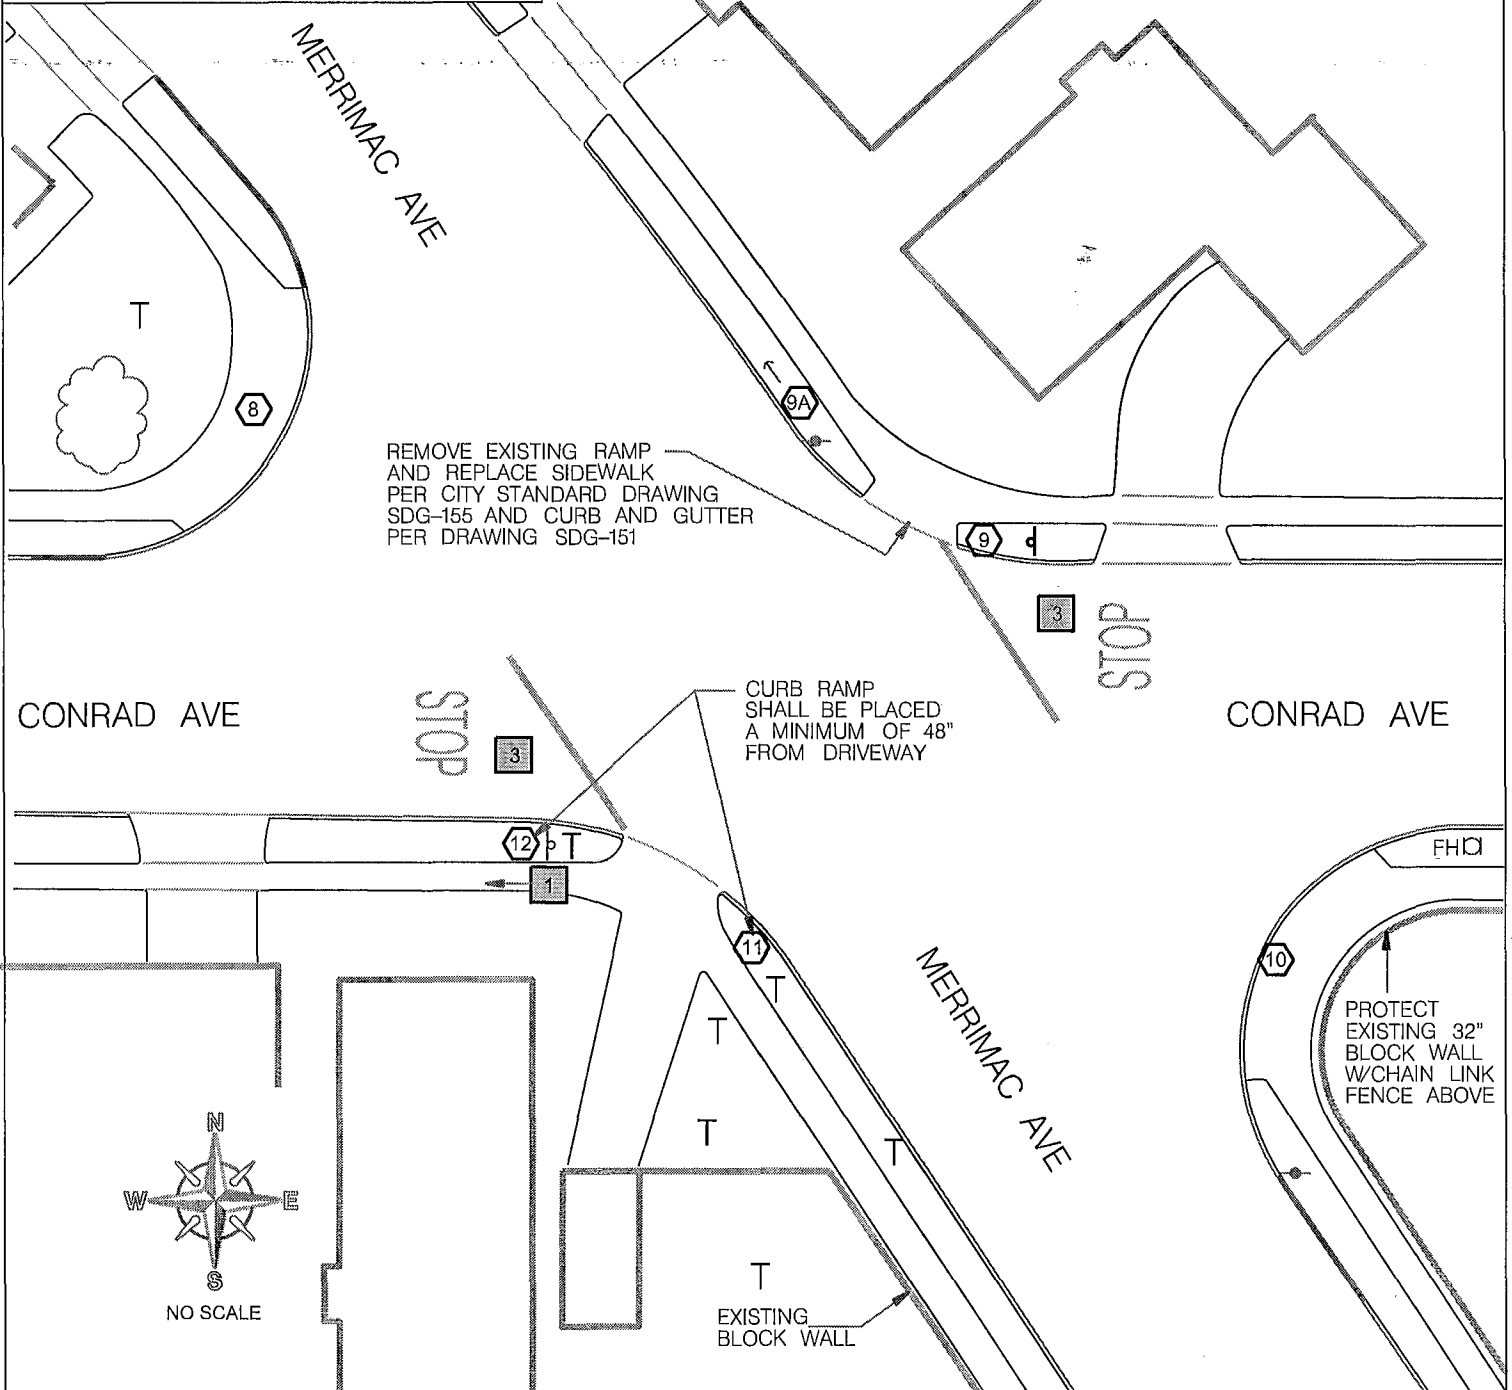 MERRIMAC AVE
T
8
9A
REMOVE EXISTING RAMP
AND REPLACE SIDEWALK
PER CITY STANDARD DRAWING
SDG-155 AND CURB AND GUTTER
PER DRAWING SDG-151
9
3
STOP
CONRAD AVE
STOP
3
CURB RAMP
SHALL BE PLACED
A MINIMUM OF 48"
FROM DRIVEWAY
CONRAD AVE
12
T
1
FH
11
T
T
MERRIMAC AVE
10
PROTECT
EXISTING 32"
BLOCK WALL
W/CHAIN LINK
FENCE ABOVE
T
T
N
W
E
S
NO SCALE
T
EXISTING
BLOCK WALL